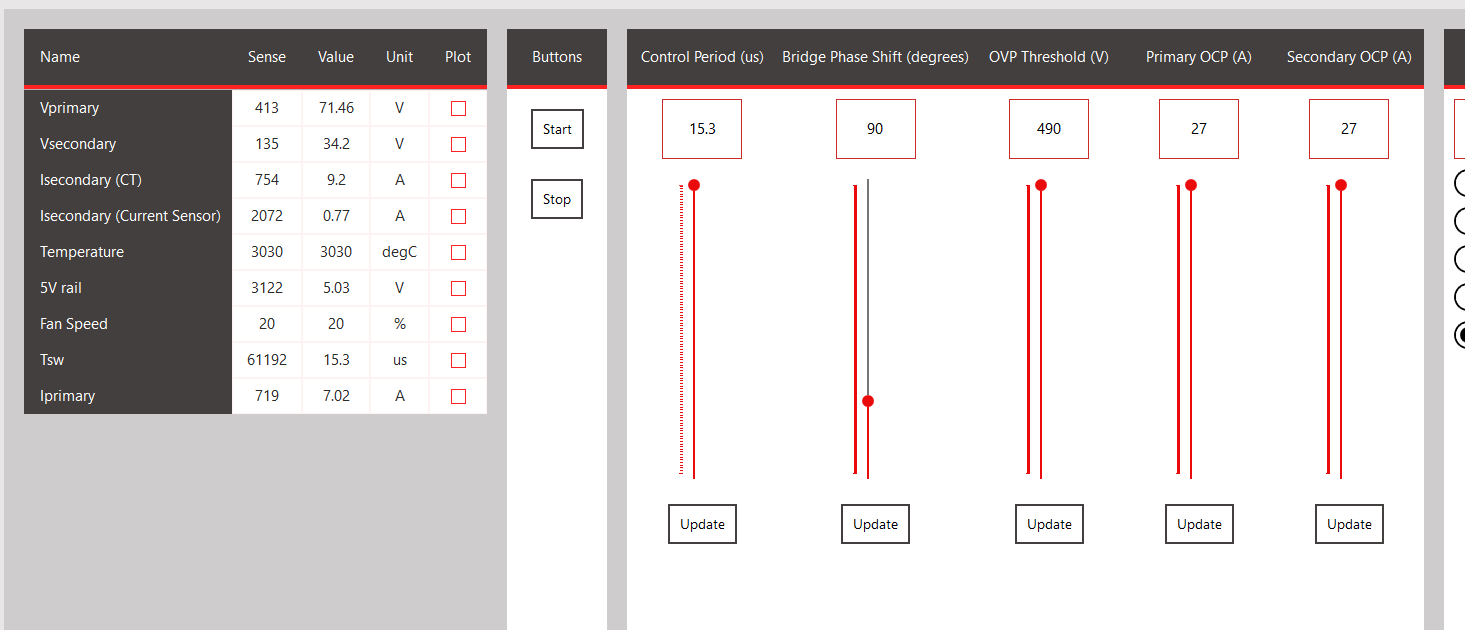 Name Sense Value Unit Plot
Vprimary 413 71.46 V
Vsecondary 135 34.2 V
Isecondary (CT) 754 9.2 A
Isecondary (Current Sensor) 2072 0.77 A
Temperature 3030 3030 degC
5V rail 3122 5.03 V
Fan Speed 20 20 %
Tsw 61192 15.3 us
Iprimary 719 7.02 A
Buttons
Start
Stop
Control Period (us) Bridge Phase Shift (degrees) OVP Threshold (V) Primary OCP (A) Secondary OCP (A)
15.3 90 490 27 27
Update Update Update Update Update